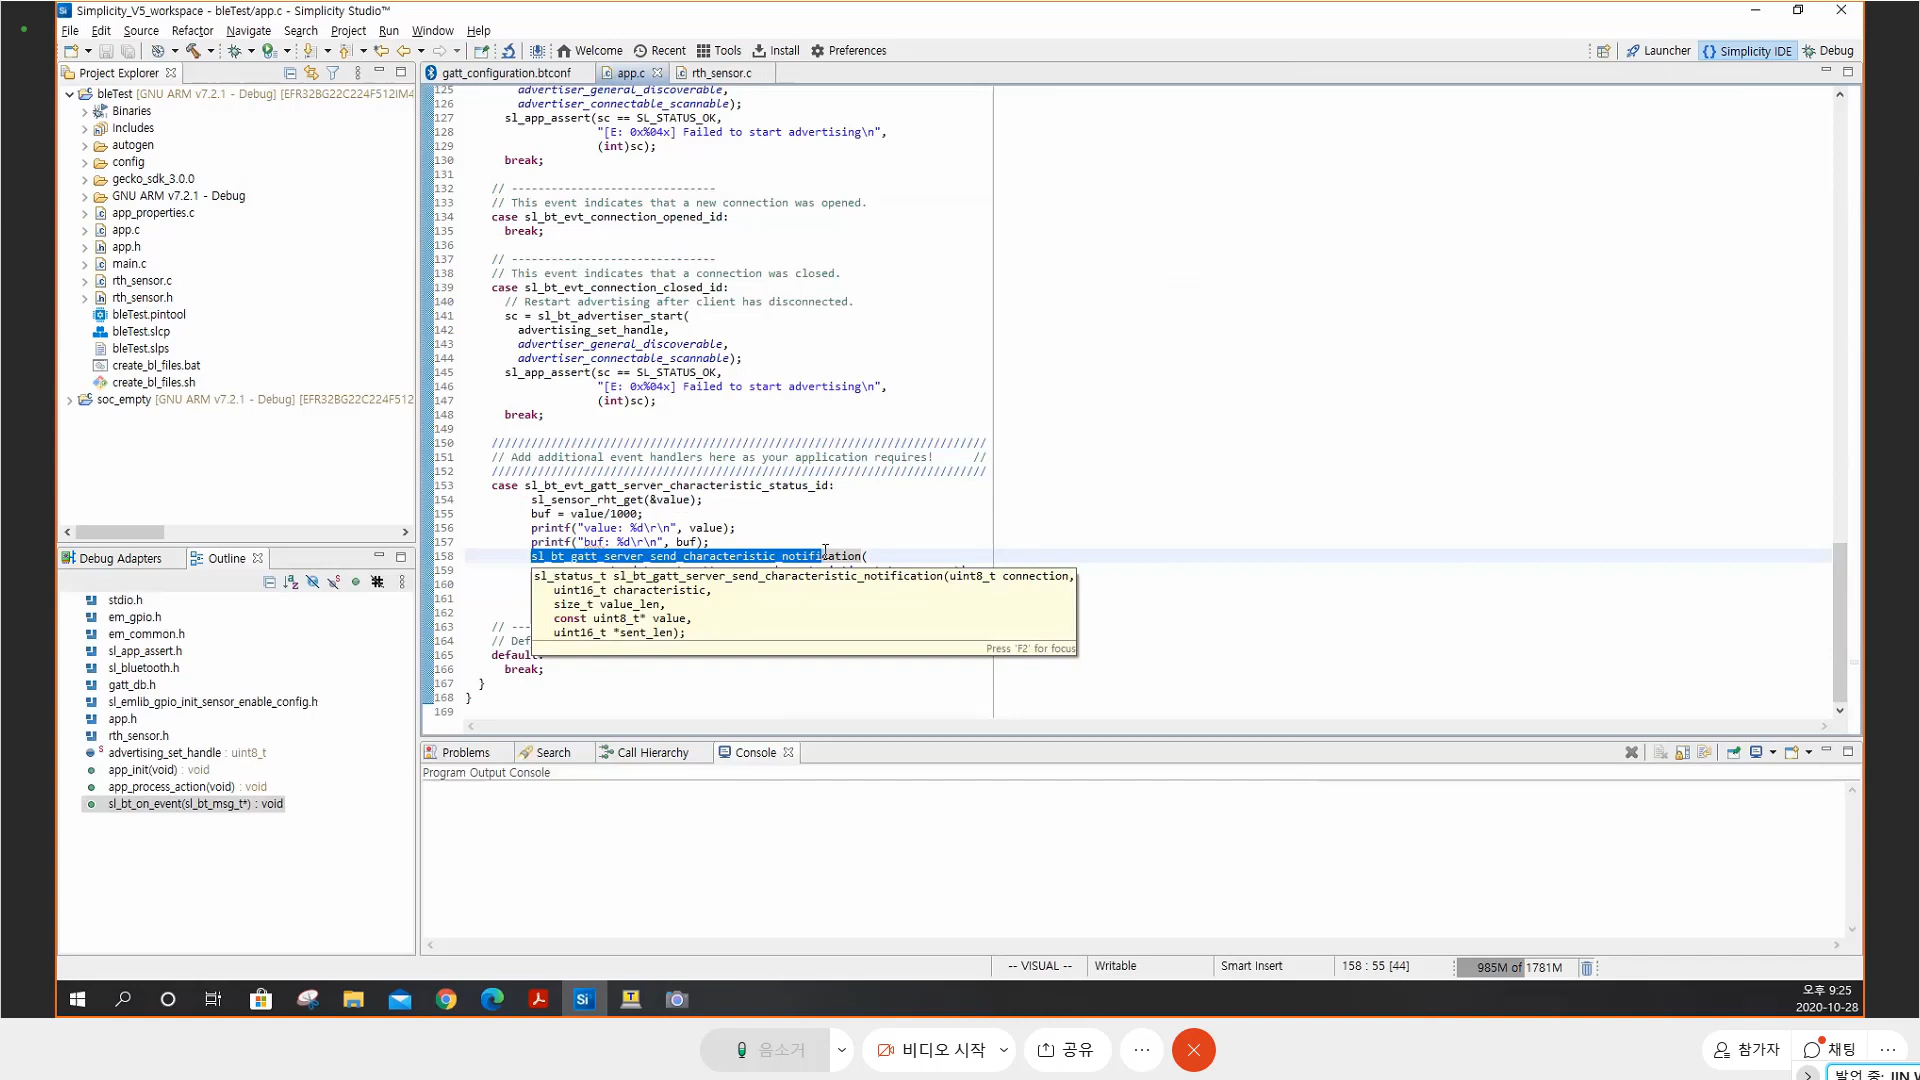 Simplicity_V5_workspace - bleTest/app.c - Simplicity Studio™
File Edit Source Refactor Navigate Search Project Run Window Help
Welcome Recent Tools Install Preferences
Launcher Simplicity IDE Debug
Project Explorer
gatt_configuration.btconf app.c rth_sensor.c
bleTest [GNU ARM v7.2.1 - Debug] [EFR32BG22C224F512IM4
Binaries
Includes
autogen
config
gecko_sdk_3.0.0
GNU ARM v7.2.1 - Debug
app_properties.c
app.c
app.h
main.c
rth_sensor.c
rth_sensor.h
bleTest.pintool
bleTest.slcp
bleTest.slps
create_bl_files.bat
create_bl_files.sh
soc_empty [GNU ARM v7.2.1 - Debug] [EFR32BG22C224F512
125 advertiser_general_discoverable,
126 advertiser_connectable_scannable);
127 sl_app_assert(sc == SL_STATUS_OK,
128 "[E: 0x%04x] Failed to start advertising\n",
129 (int)sc);
130 break;
131
132 // -------------------------------
133 // This event indicates that a new connection was opened.
134 case sl_bt_evt_connection_opened_id:
135 break;
136
137 // -------------------------------
138 // This event indicates that a connection was closed.
139 case sl_bt_evt_connection_closed_id:
140 // Restart advertising after client has disconnected.
141 sc = sl_bt_advertiser_start(
142 advertising_set_handle,
143 advertiser_general_discoverable,
144 advertiser_connectable_scannable);
145 sl_app_assert(sc == SL_STATUS_OK,
146 "[E: 0x%04x] Failed to start advertising\n",
147 (int)sc);
148 break;
149
150 ///////////////////////////////////////////////////////////////////////////
151 // Add additional event handlers here as your application requires! //
152 ///////////////////////////////////////////////////////////////////////////
153 case sl_bt_evt_gatt_server_characteristic_status_id:
154 sl_sensor_rht_get(&value);
155 buf = value/1000;
156 printf("value: %d\r\n", value);
157 printf("buf: %d\r\n", buf);
158 sl_bt_gatt_server_send_characteristic_notification(
159
160
161
162
163 // ---
164 // Def
165 default:
166 break;
167 }
168 }
169
sl_status_t sl_bt_gatt_server_send_characteristic_notification(uint8_t connection,
uint16_t characteristic,
size_t value_len,
const uint8_t* value,
uint16_t *sent_len);
Press 'F2' for focus
Debug Adapters Outline
stdio.h
em_gpio.h
em_common.h
sl_app_assert.h
sl_bluetooth.h
gatt_db.h
sl_emlib_gpio_init_sensor_enable_config.h
app.h
rth_sensor.h
advertising_set_handle : uint8_t
app_init(void) : void
app_process_action(void) : void
sl_bt_on_event(sl_bt_msg_t*) : void
Problems Search Call Hierarchy Console
Program Output Console
-- VISUAL -- Writable Smart Insert 158 : 55 [44] 985M of 1781M
오후 9:25
2020-10-28
음소거 비디오 시작 공유 참가자 채팅
발언 중: JIN